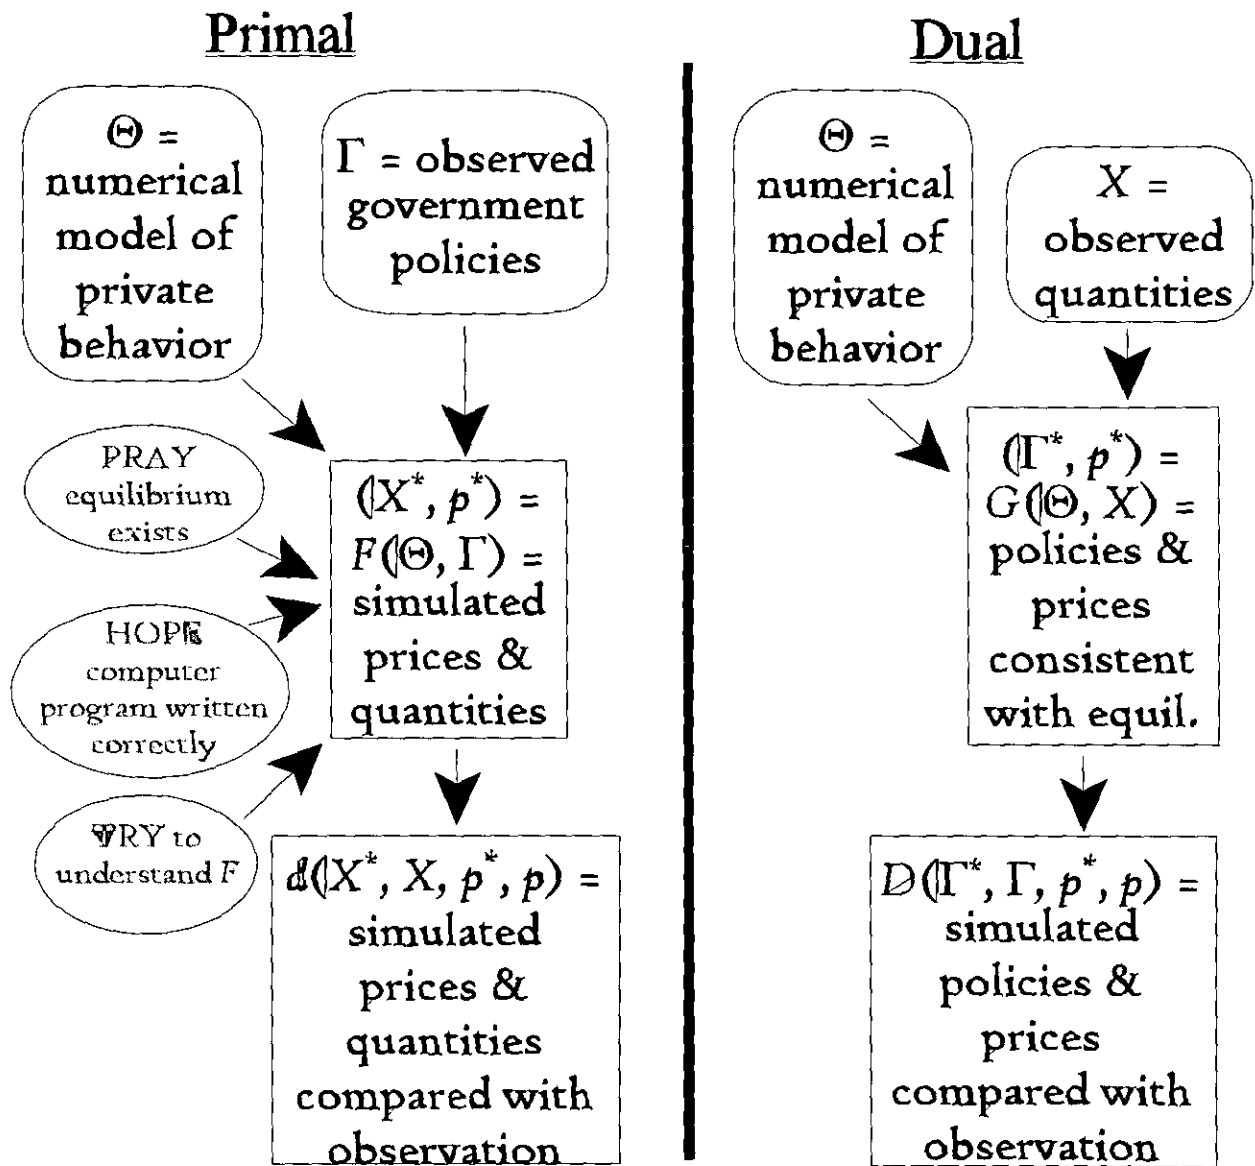 Primal
Θ =
numerical
model of
private
behavior
Γ = observed
government
policies
PRAY
equilibrium
exists
HOPE
computer
program written
correctly
TRY to
understand F
(X*, p*) =
F(Θ, Γ) =
simulated
prices &
quantities
d(X*, X, p*, p) =
simulated
prices &
quantities
compared with
observation
Dual
Θ =
numerical
model of
private
behavior
X =
observed
quantities
(Γ*, p*) =
G(Θ, X) =
policies &
prices
consistent
with equil.
D(Γ*, Γ, p*, p) =
simulated
policies &
prices
compared with
observation